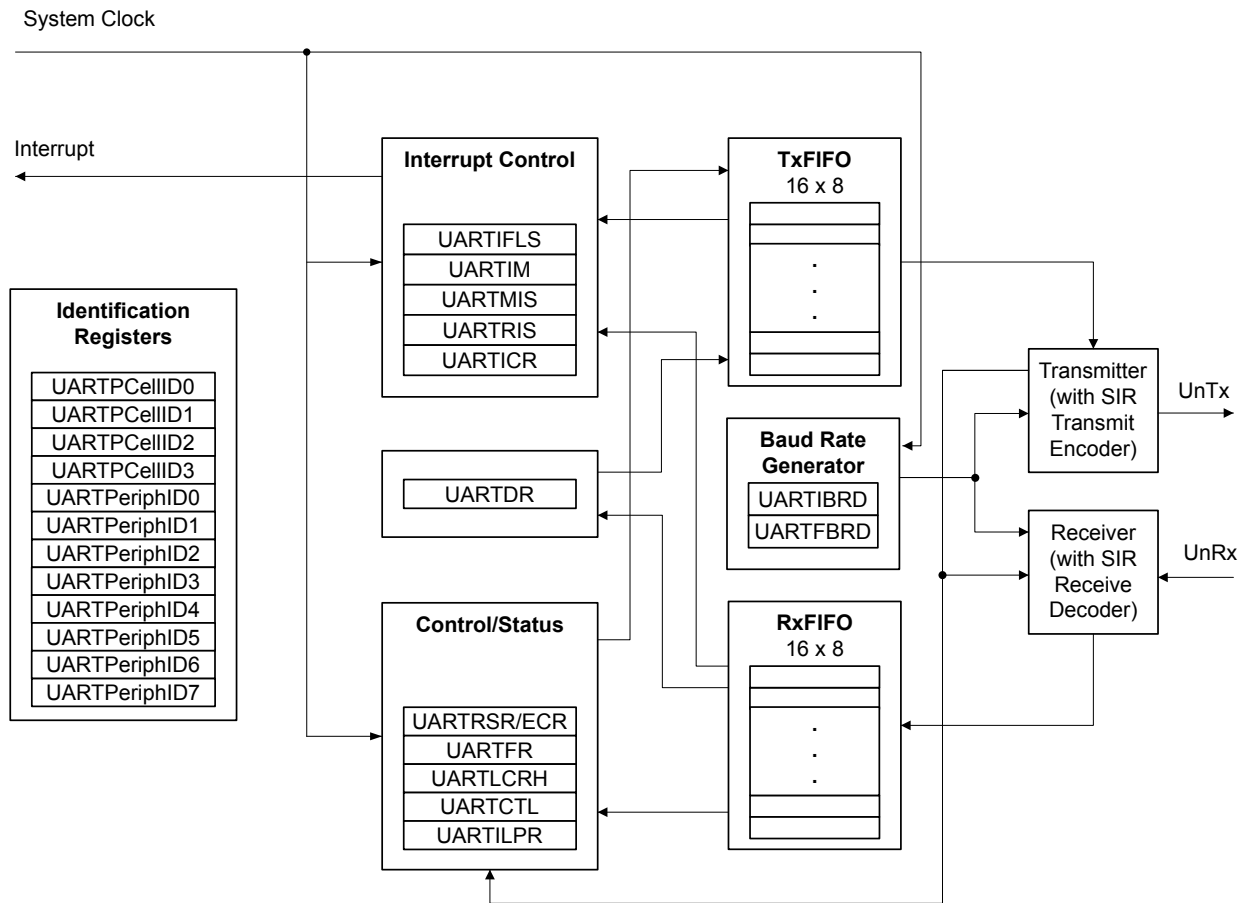 System Clock
Interrupt
Identification
Registers
UARTPCellID0
UARTPCellID1
UARTPCellID2
UARTPCellID3
UARTPeriphID0
UARTPeriphID1
UARTPeriphID2
UARTPeriphID3
UARTPeriphID4
UARTPeriphID5
UARTPeriphID6
UARTPeriphID7
Interrupt Control
UARTIFLS
UARTIM
UARTMIS
UARTRIS
UARTICR
UARTDR
Control/Status
UARTRSR/ECR
UARTFR
UARTLCRH
UARTCTL
UARTILPR
TxFIFO
16 x 8
.
.
.
Baud Rate
Generator
UARTIBRD
UARTFBRD
RxFIFO
16 x 8
.
.
.
Transmitter
(with SIR
Transmit
Encoder)
UnTx
Receiver
(with SIR
Receive
Decoder)
UnRx